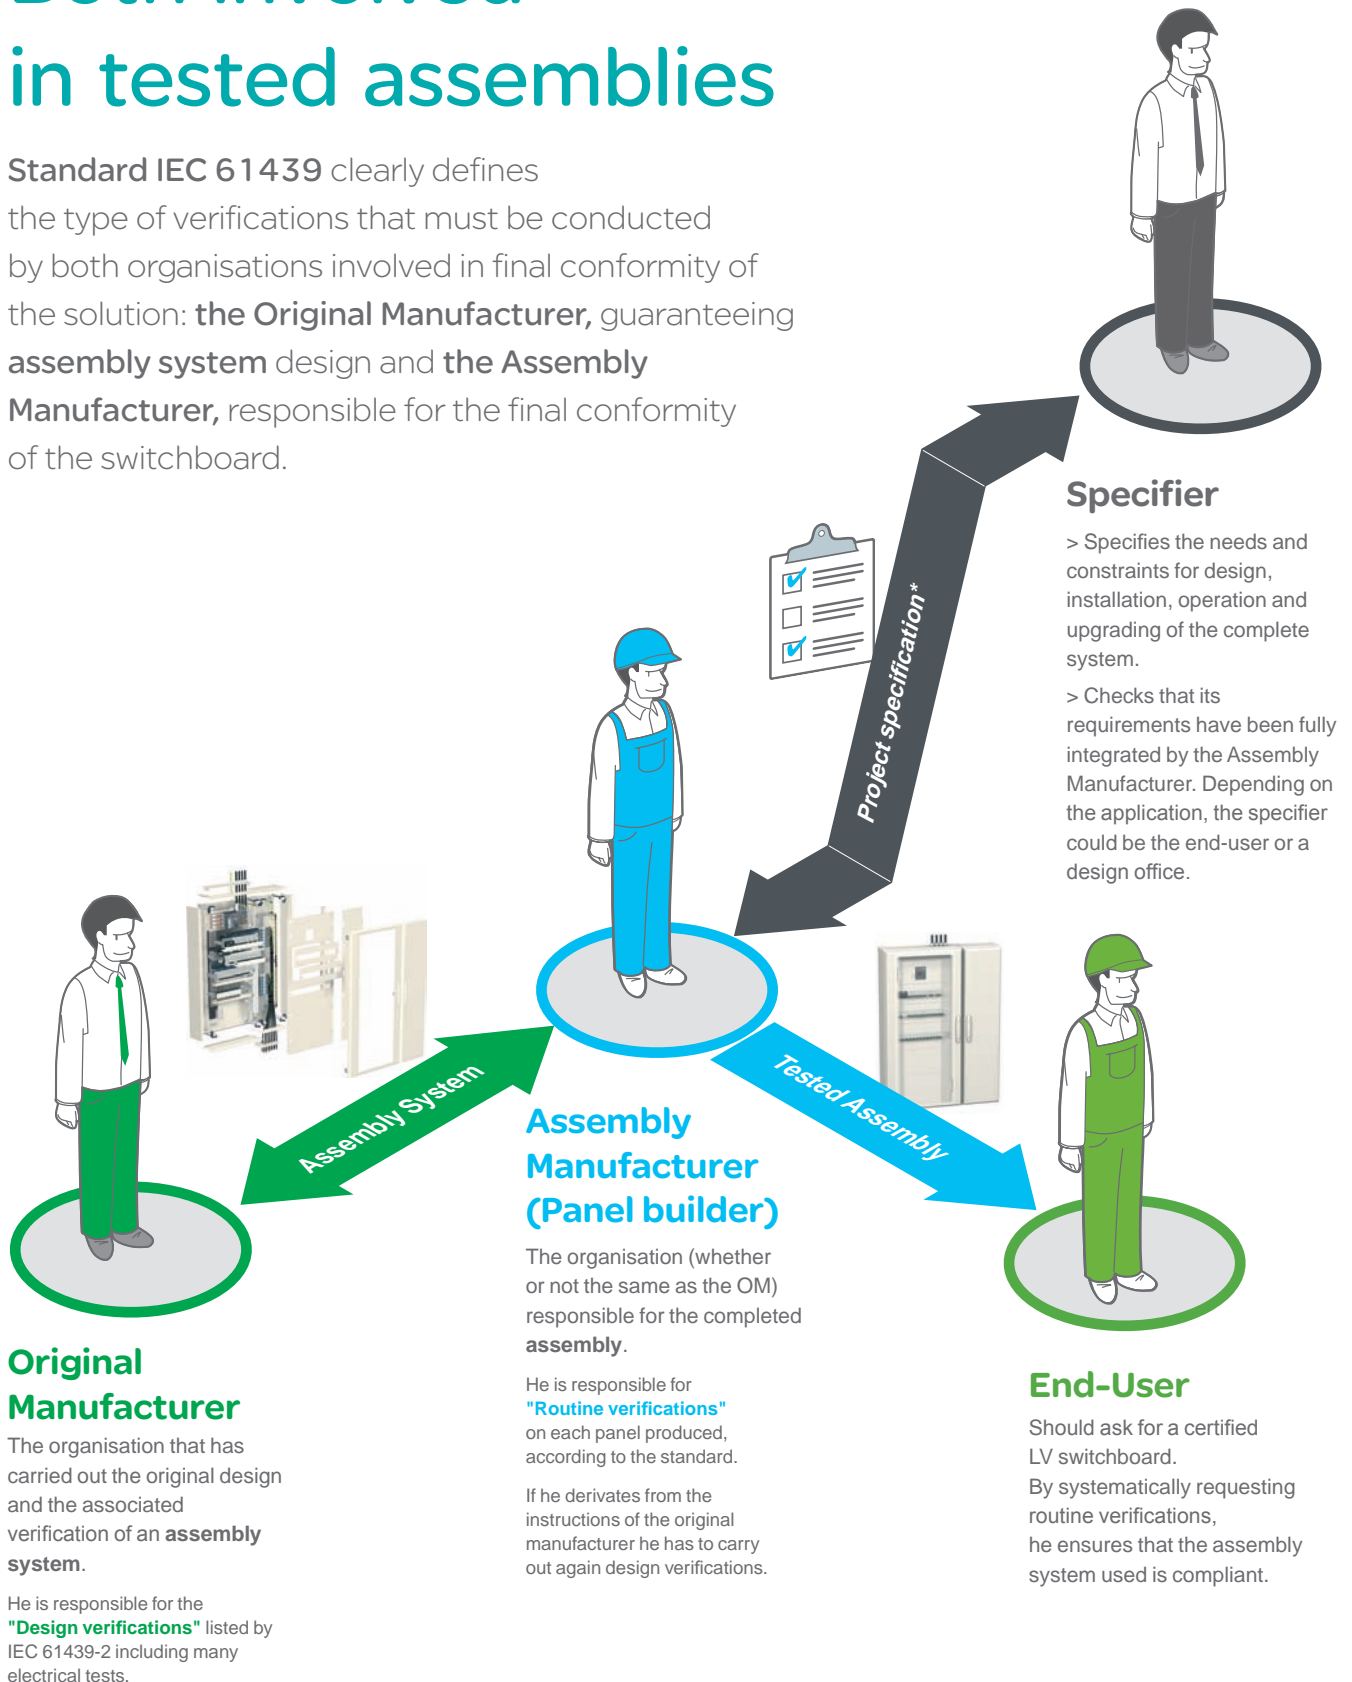 in tested assemblies
Standard IEC 61439 clearly defines
the type of verifications that must be conducted
by both organisations involved in final conformity of
the solution: the Original Manufacturer, guaranteeing
assembly system design and the Assembly
Manufacturer, responsible for the final conformity
of the switchboard.
Project specification*
Specifier
> Specifies the needs and
constraints for design,
installation, operation and
upgrading of the complete
system.
> Checks that its
requirements have been fully
integrated by the Assembly
Manufacturer. Depending on
the application, the specifier
could be the end-user or a
design office.
Assembly System
Tested Assembly
Original
Manufacturer
The organisation that has
carried out the original design
and the associated
verification of an assembly
system.
He is responsible for the
"Design verifications" listed by
IEC 61439-2 including many
electrical tests.
Assembly
Manufacturer
(Panel builder)
The organisation (whether
or not the same as the OM)
responsible for the completed
assembly.
He is responsible for
"Routine verifications"
on each panel produced,
according to the standard.
If he derivates from the
instructions of the original
manufacturer he has to carry
out again design verifications.
End-User
Should ask for a certified
LV switchboard.
By systematically requesting
routine verifications,
he ensures that the assembly
system used is compliant.